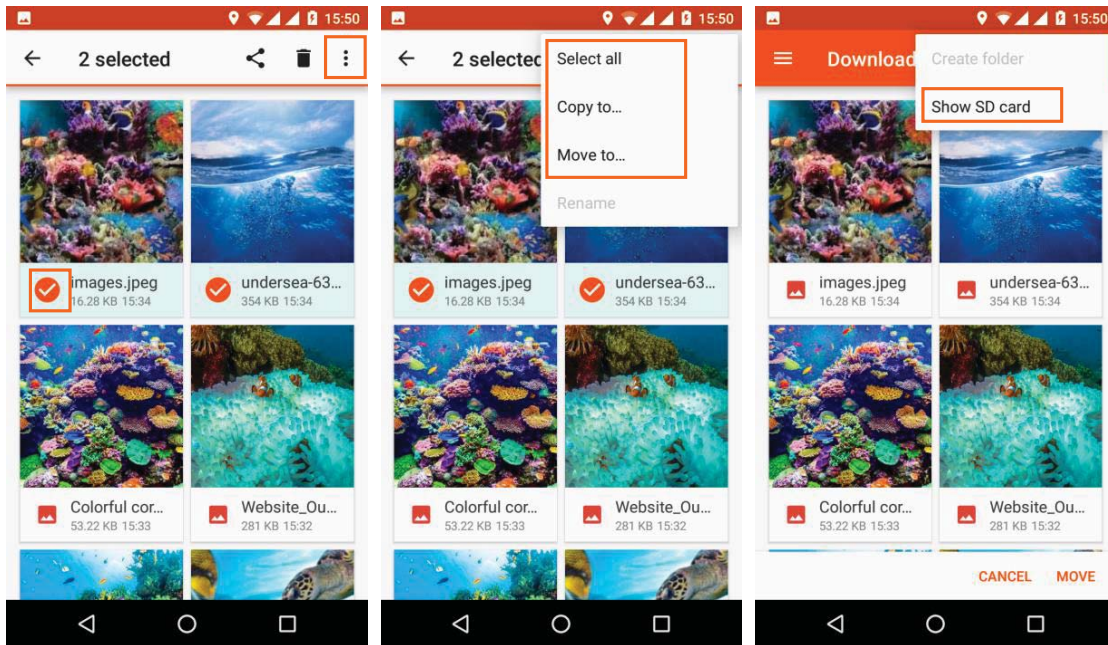 15:50
2 selected
images.jpeg
16.28 KB 15:34
undersea-63...
354 KB 15:34
Colorful cor...
53.22 KB 15:33
Website_Ou...
281 KB 15:32
15:50
2 selected
Select all
Copy to...
Move to...
Rename
images.jpeg
16.28 KB 15:34
undersea-63...
354 KB 15:34
Colorful cor...
53.22 KB 15:33
Website_Ou...
281 KB 15:32
15:50
Download
Create folder
Show SD card
images.jpeg
16.28 KB 15:34
undersea-63...
354 KB 15:34
Colorful cor...
53.22 KB 15:33
Website_Ou...
281 KB 15:32
CANCEL MOVE